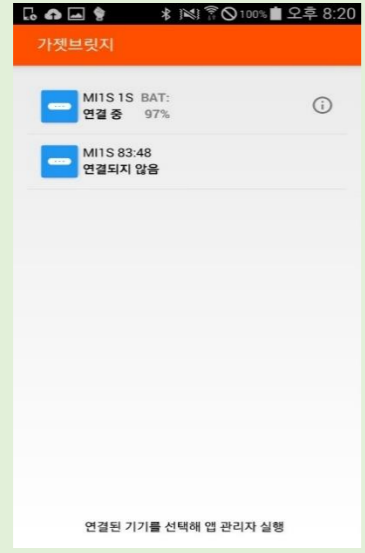 100% 오후 8:20
가젯브릿지
MI1S 1S BAT:
연결 중 97%
MI1S 83:48
연결되지 않음
연결된 기기를 선택해 앱 관리자 실행